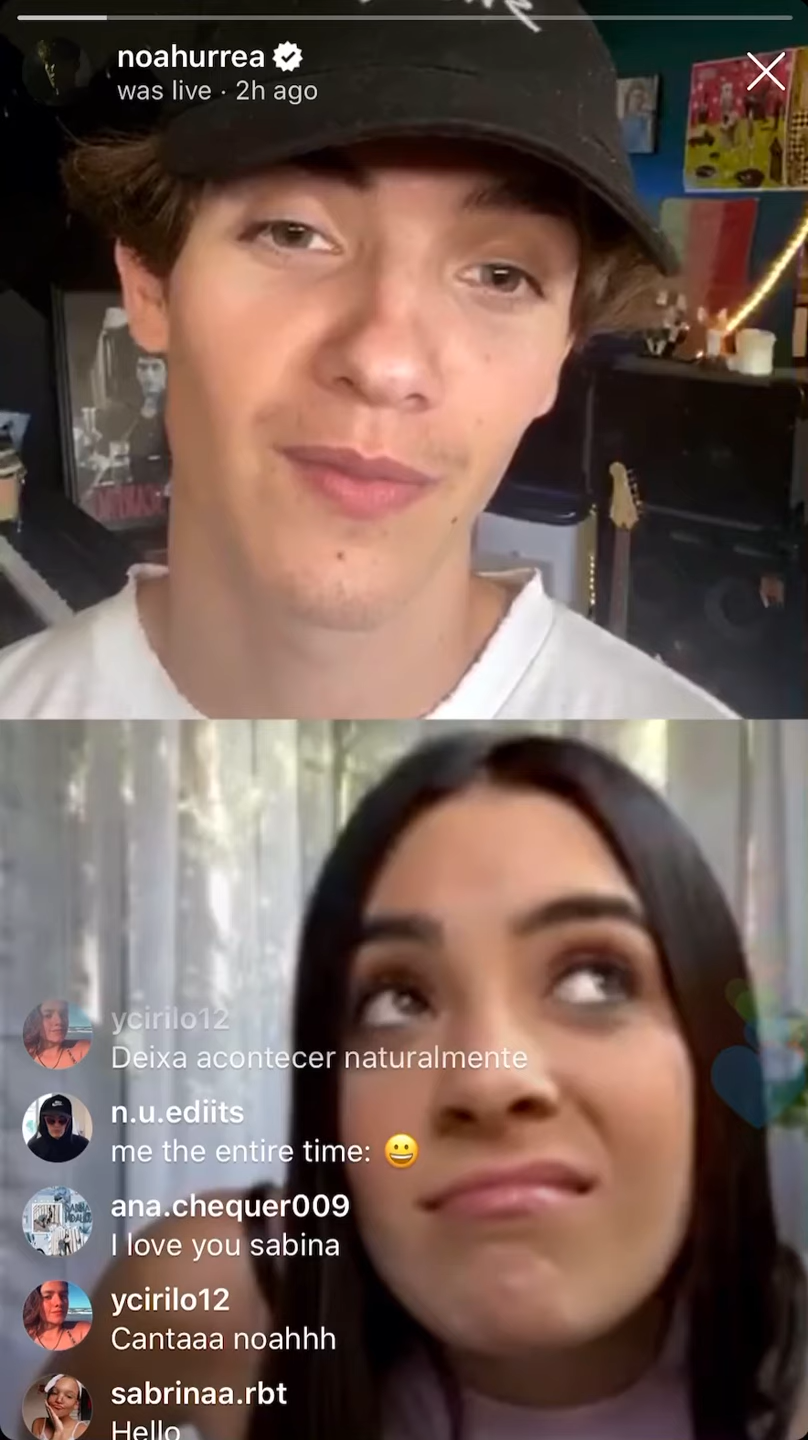 noahurrea
was live · 2h ago
ycirilo12
Deixa acontecer naturalmente
n.u.ediits
me the entire time: 😀
ana.chequer009
I love you sabina
ycirilo12
Cantaaa noahhh
sabrinaa.rbt
Hello